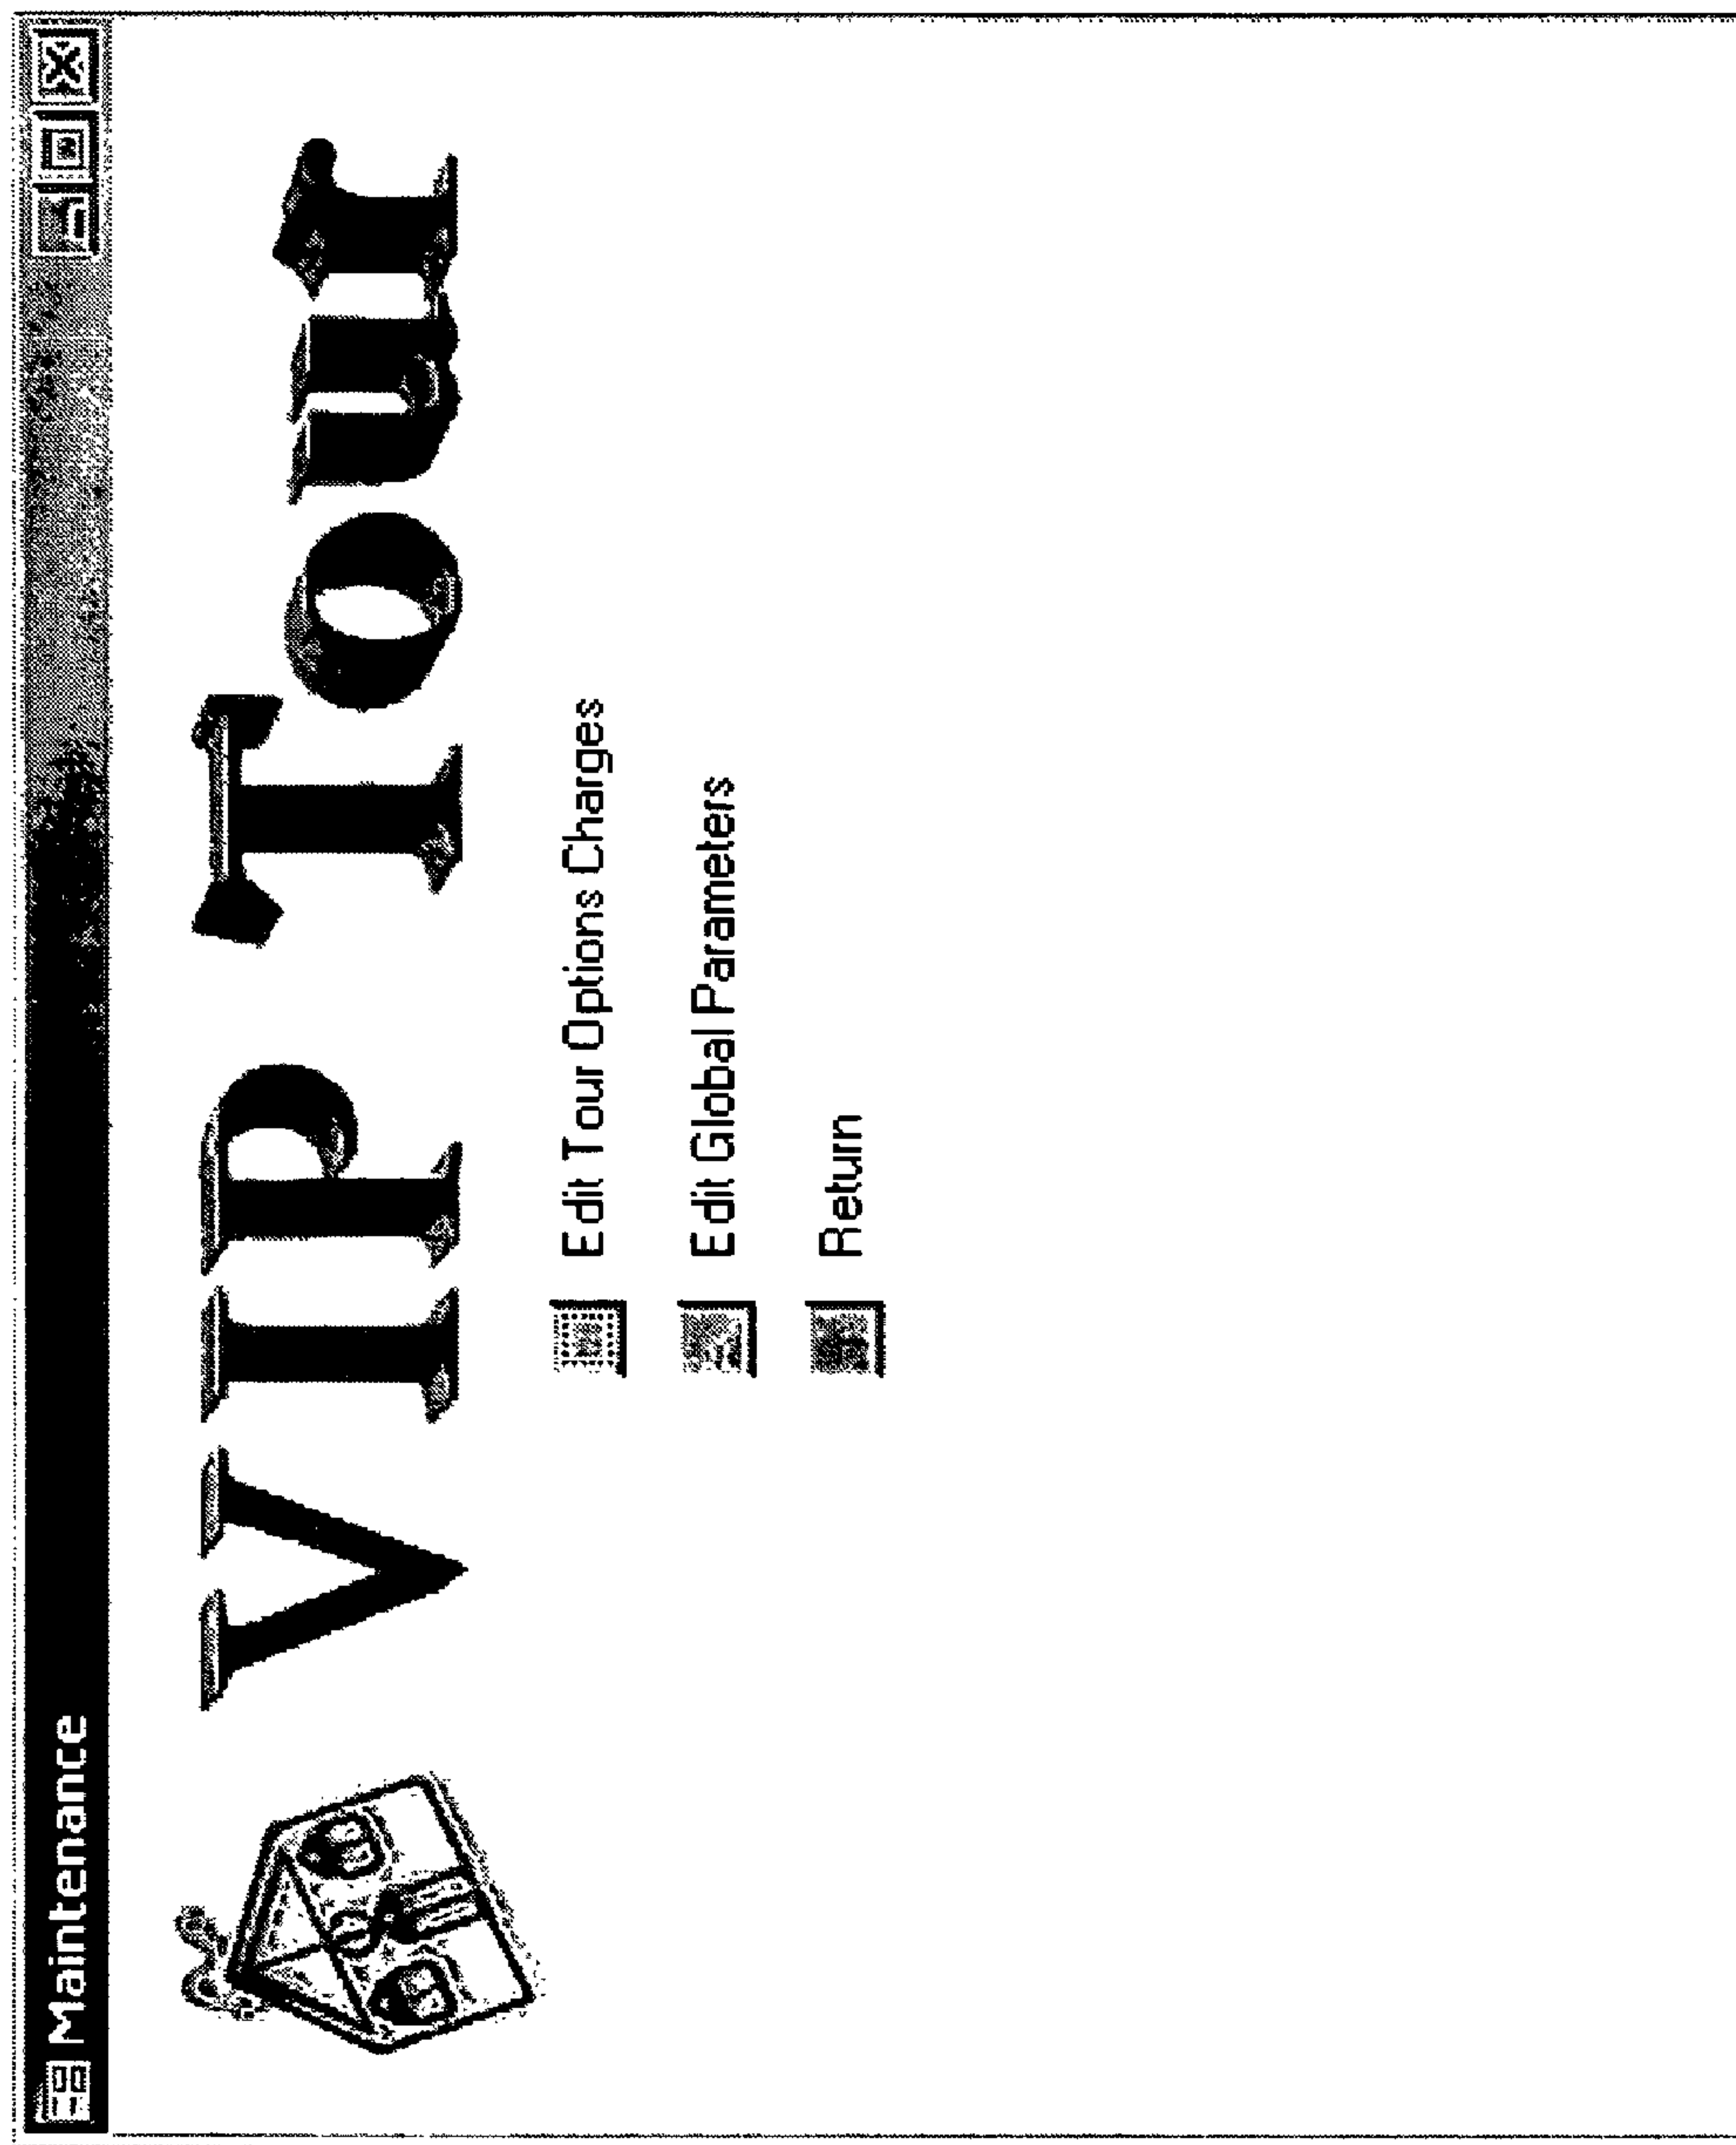 Maintenance
VIP Tour
Edit Tour Options Charges
Edit Global Parameters
Return